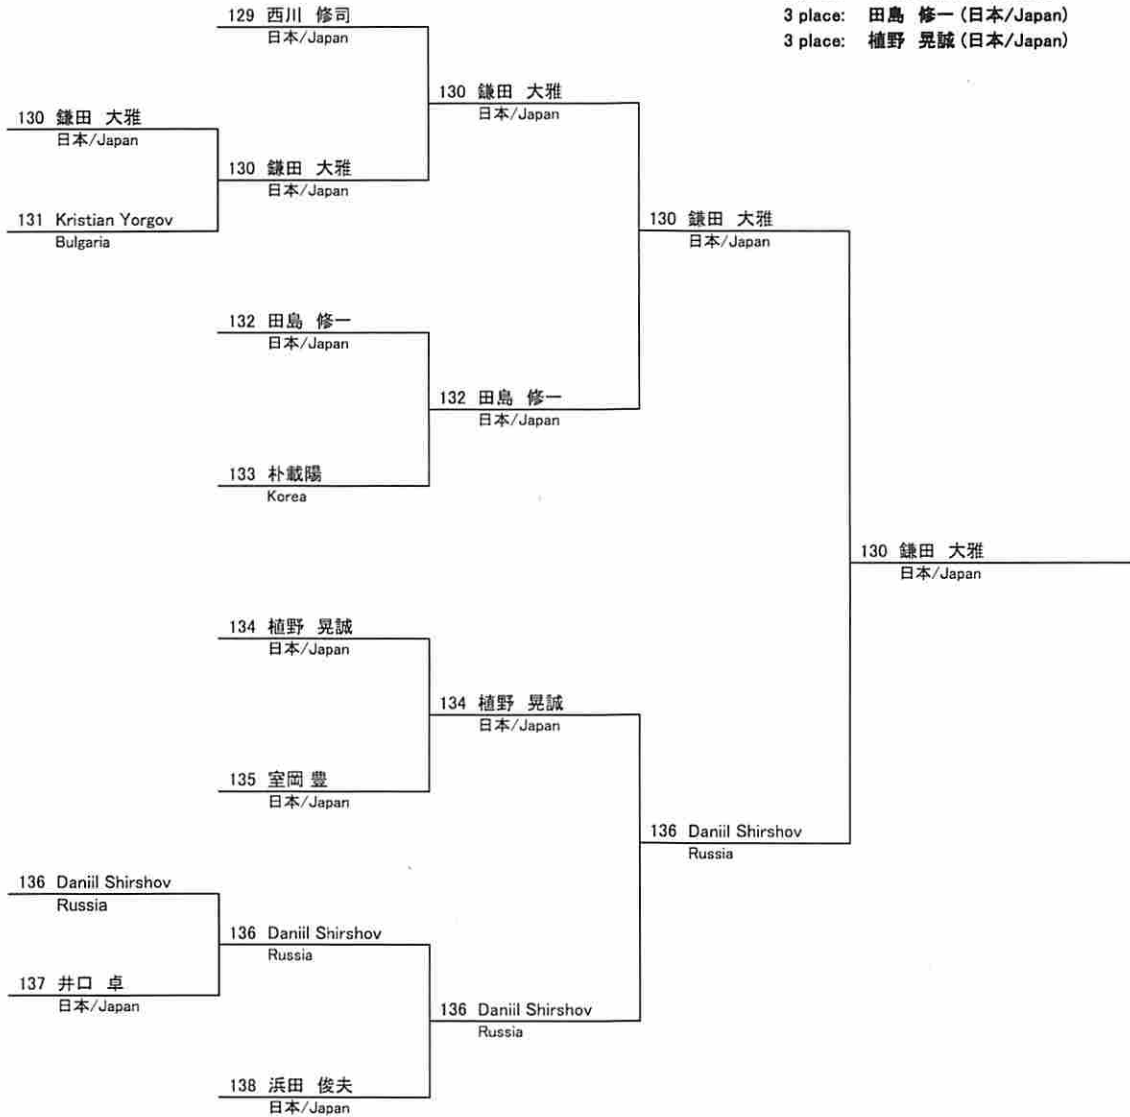 3 place: 田島 修一 (日本/Japan)
3 place: 植野 晃誠 (日本/Japan)
129 西川 修司
日本/Japan
130 鎌田 大雅
日本/Japan
130 鎌田 大雅
日本/Japan
130 鎌田 大雅
日本/Japan
131 Kristian Yorgov
Bulgaria
130 鎌田 大雅
日本/Japan
132 田島 修一
日本/Japan
132 田島 修一
日本/Japan
133 朴載陽
Korea
130 鎌田 大雅
日本/Japan
134 植野 晃誠
日本/Japan
134 植野 晃誠
日本/Japan
135 室岡 豊
日本/Japan
136 Daniil Shirshov
Russia
136 Daniil Shirshov
Russia
136 Daniil Shirshov
Russia
137 井口 卓
日本/Japan
136 Daniil Shirshov
Russia
138 浜田 俊夫
日本/Japan